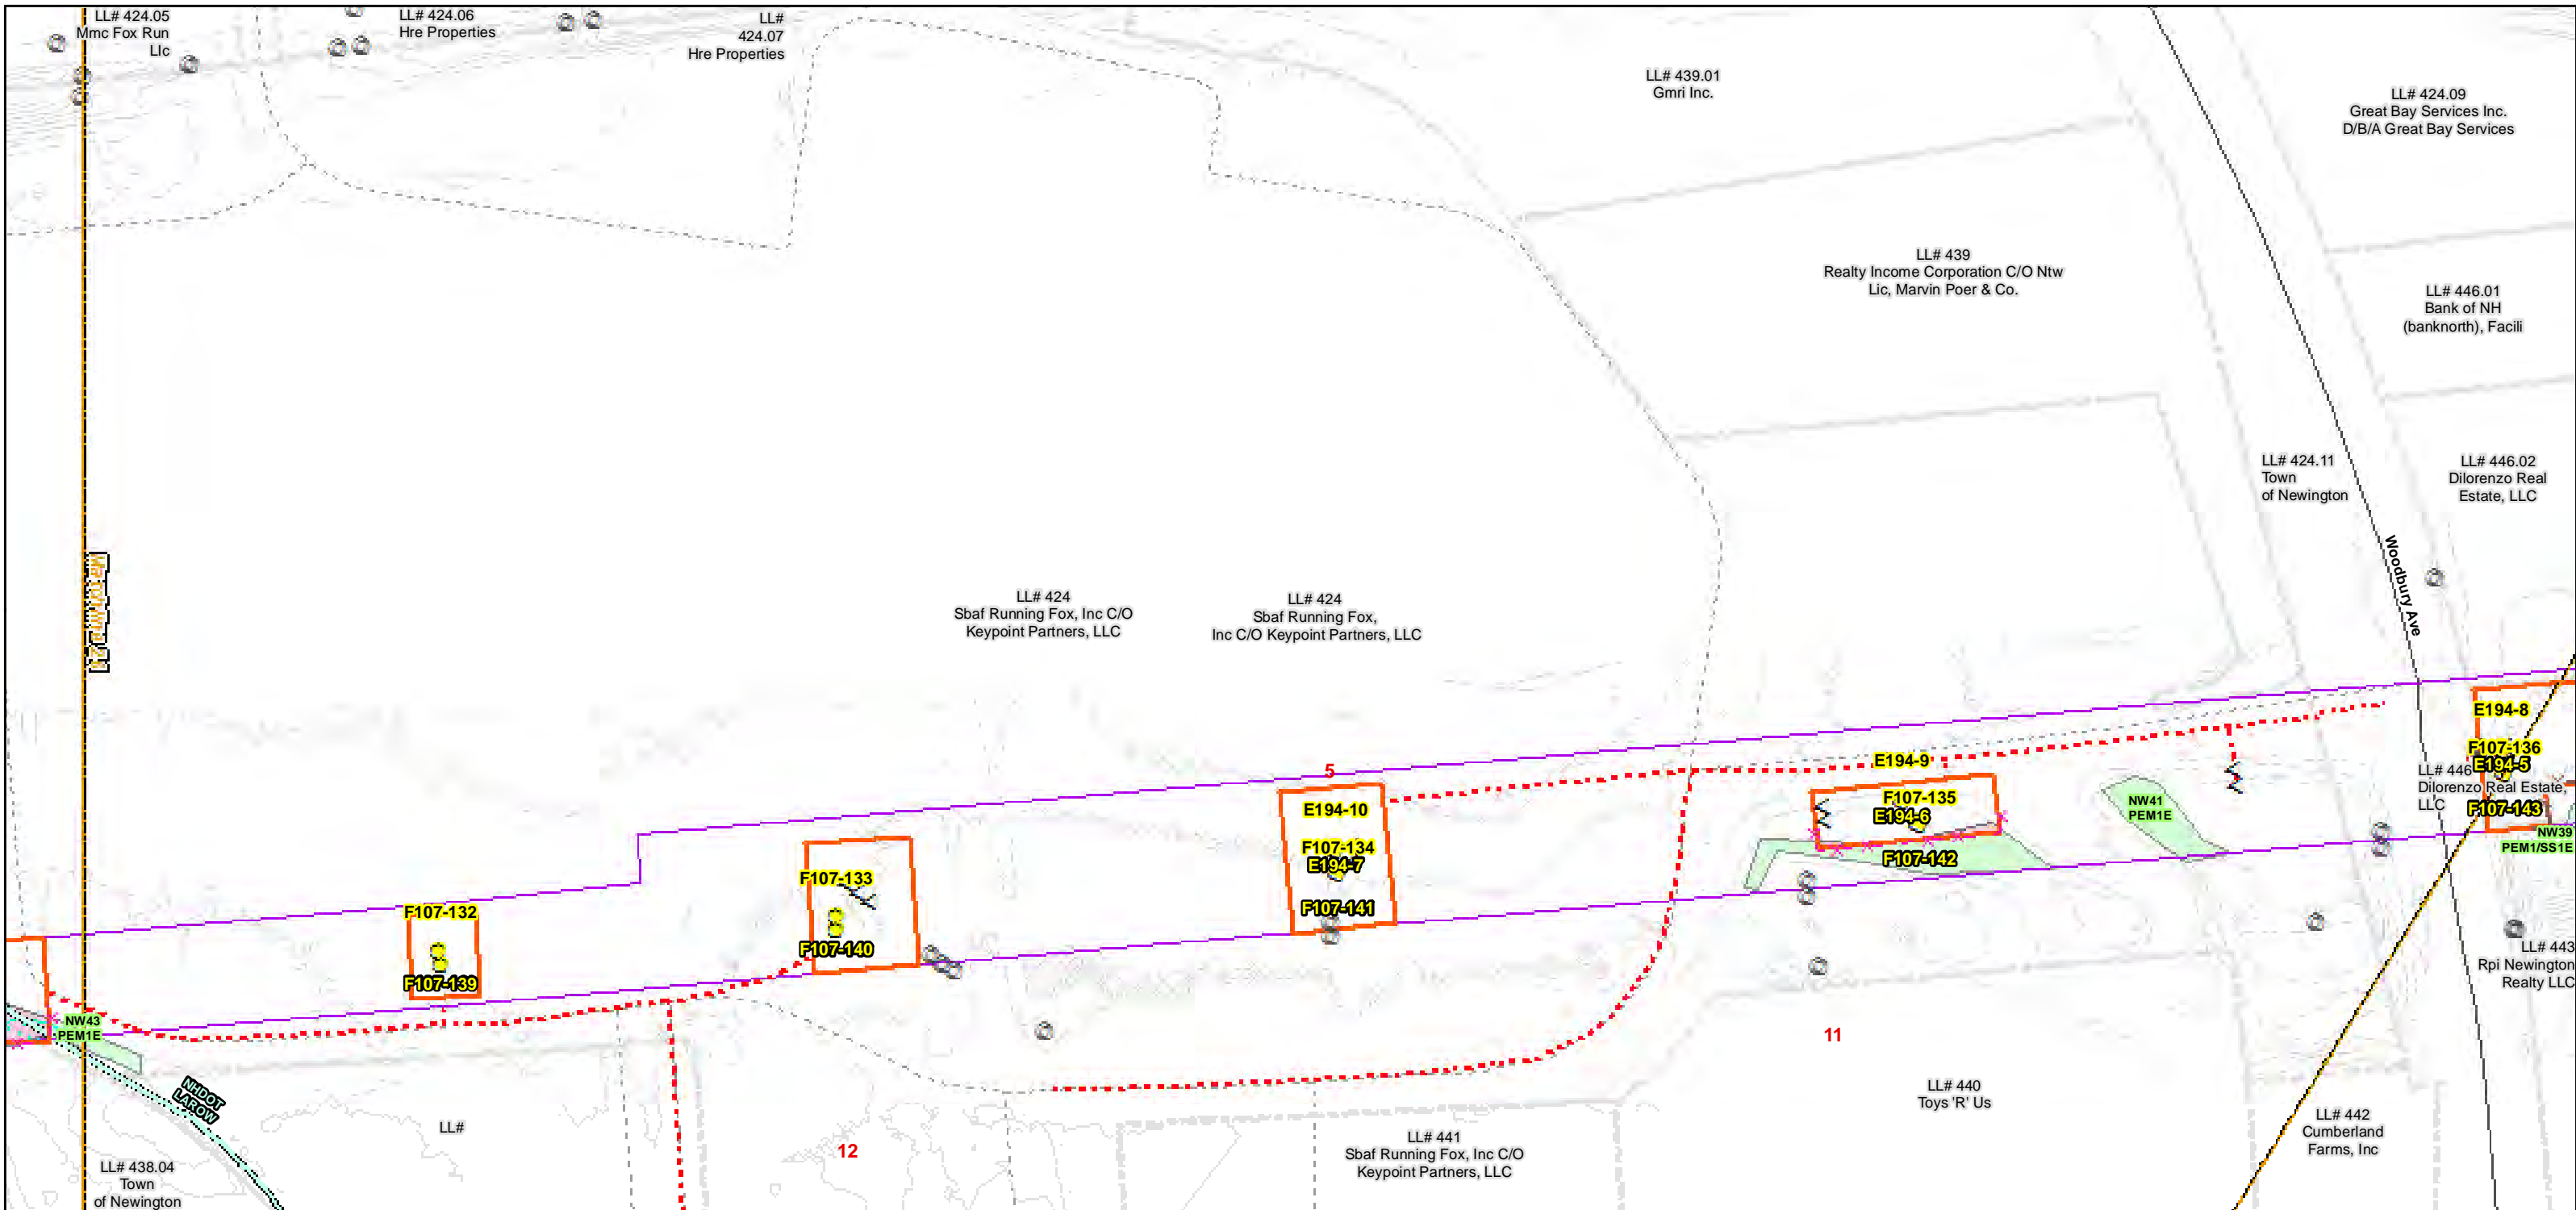 LL# 424.05
Mmc Fox Run
Llc
LL# 424.06
Hre Properties
LL#
424.07
Hre Properties
LL# 439.01
Gmri Inc.
LL# 424.09
Great Bay Services Inc.
D/B/A Great Bay Services
LL# 439
Realty Income Corporation C/O Ntw
Lic, Marvin Poer & Co.
LL# 446.01
Bank of NH
(banknorth), Facili
LL# 424.11
Town
of Newington
LL# 446.02
Dilorenzo Real
Estate, LLC
Woodbury Ave
LL# 424
Sbaf Running Fox, Inc C/O
Keypoint Partners, LLC
LL# 424
Sbaf Running Fox,
Inc C/O Keypoint Partners, LLC
E194-8
F107-136
E194-5
LL# 446
Dilorenzo Real Estate,
LLC
F107-143
NW39
PEM1/SS1E
5
E194-9
E194-10
F107-135
E194-6
NW41
PEM1E
F107-134
E194-7
F107-142
F107-133
F107-132
F107-141
F107-140
F107-139
LL# 443
Rpi Newington
Realty LLC
NW43
PEM1E
11
NHDOT
LAROW
LL# 440
Toys 'R' Us
LL#
LL# 442
Cumberland
Farms, Inc
12
LL# 441
Sbaf Running Fox, Inc C/O
Keypoint Partners, LLC
LL# 438.04
Town
of Newington